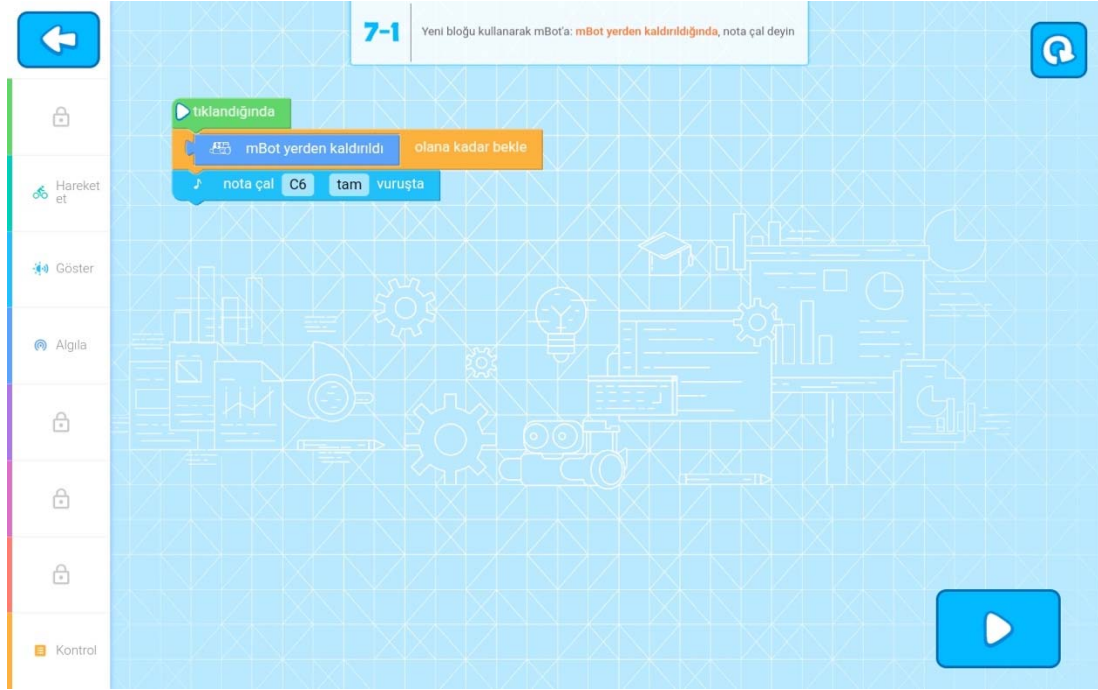 7-1
Yeni bloğu kullanarak mBot'a: mBot yerden kaldırıldığında, nota çal deyin
tıklandığında
mBot yerden kaldırıldı olana kadar bekle
nota çal C6 tam vuruşta
Hareket
et
Göster
Algıla
Kontrol